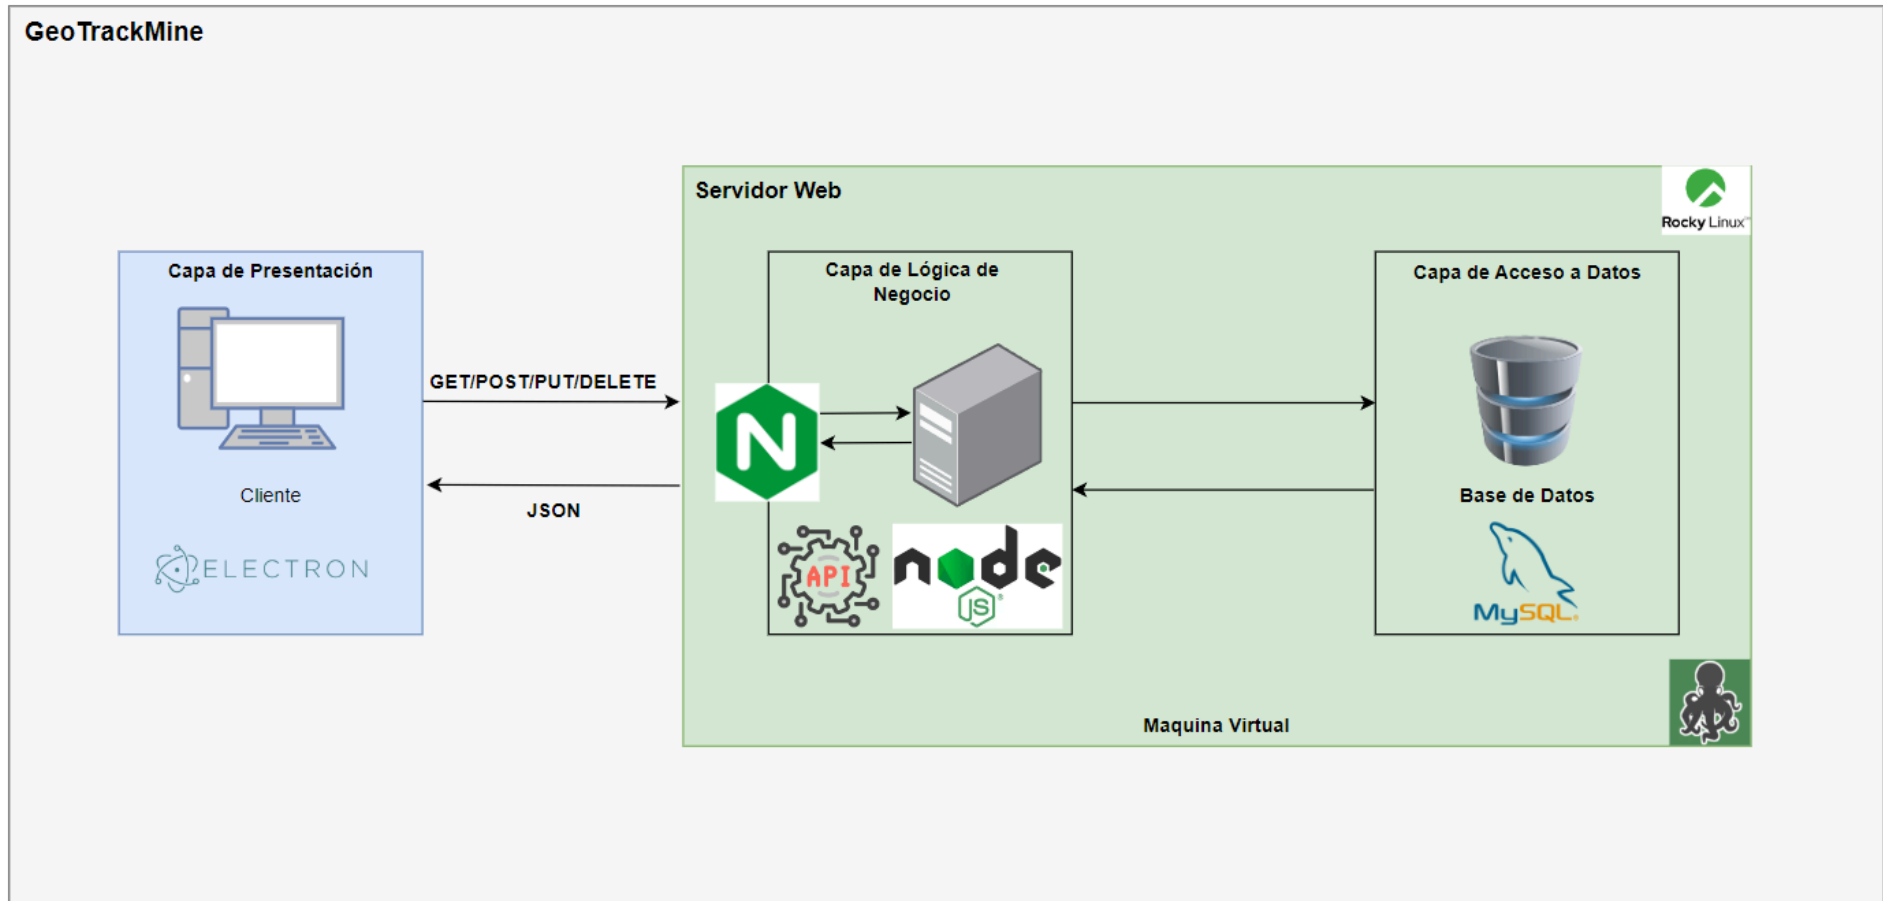 GeoTrackMine
Servidor Web
Rocky Linux™
Capa de Presentación
Capa de Lógica de
Negocio
Capa de Acceso a Datos
GET/POST/PUT/DELETE
N
Cliente
JSON
Base de Datos
ELECTRON
API
node
JS®
MySQL®
Maquina Virtual